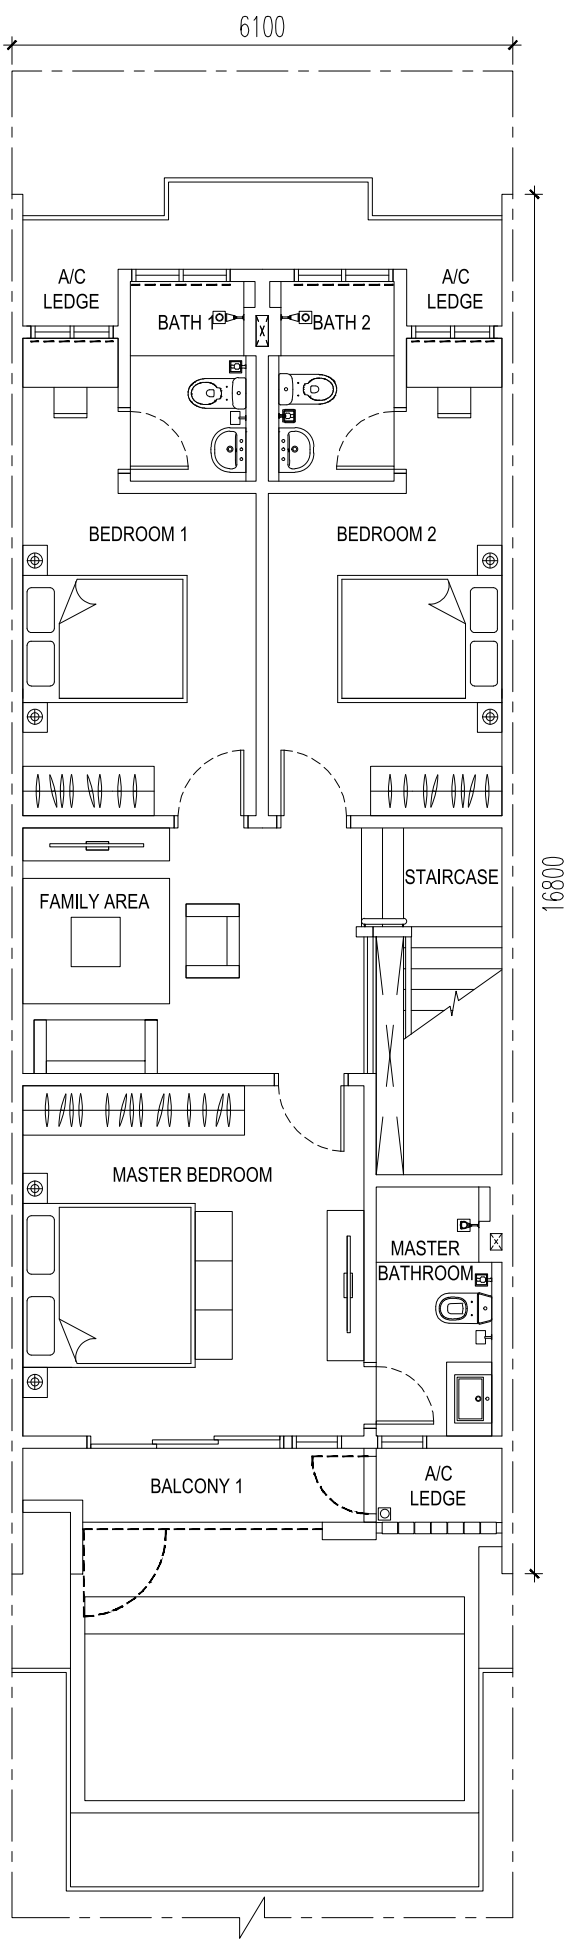 6100
A/C
LEDGE
A/C
LEDGE
BATH 1
BATH 2
BEDROOM 1
BEDROOM 2
STAIRCASE
16800
FAMILY AREA
MASTER BEDROOM
MASTER
BATHROOM
BALCONY 1
A/C
LEDGE